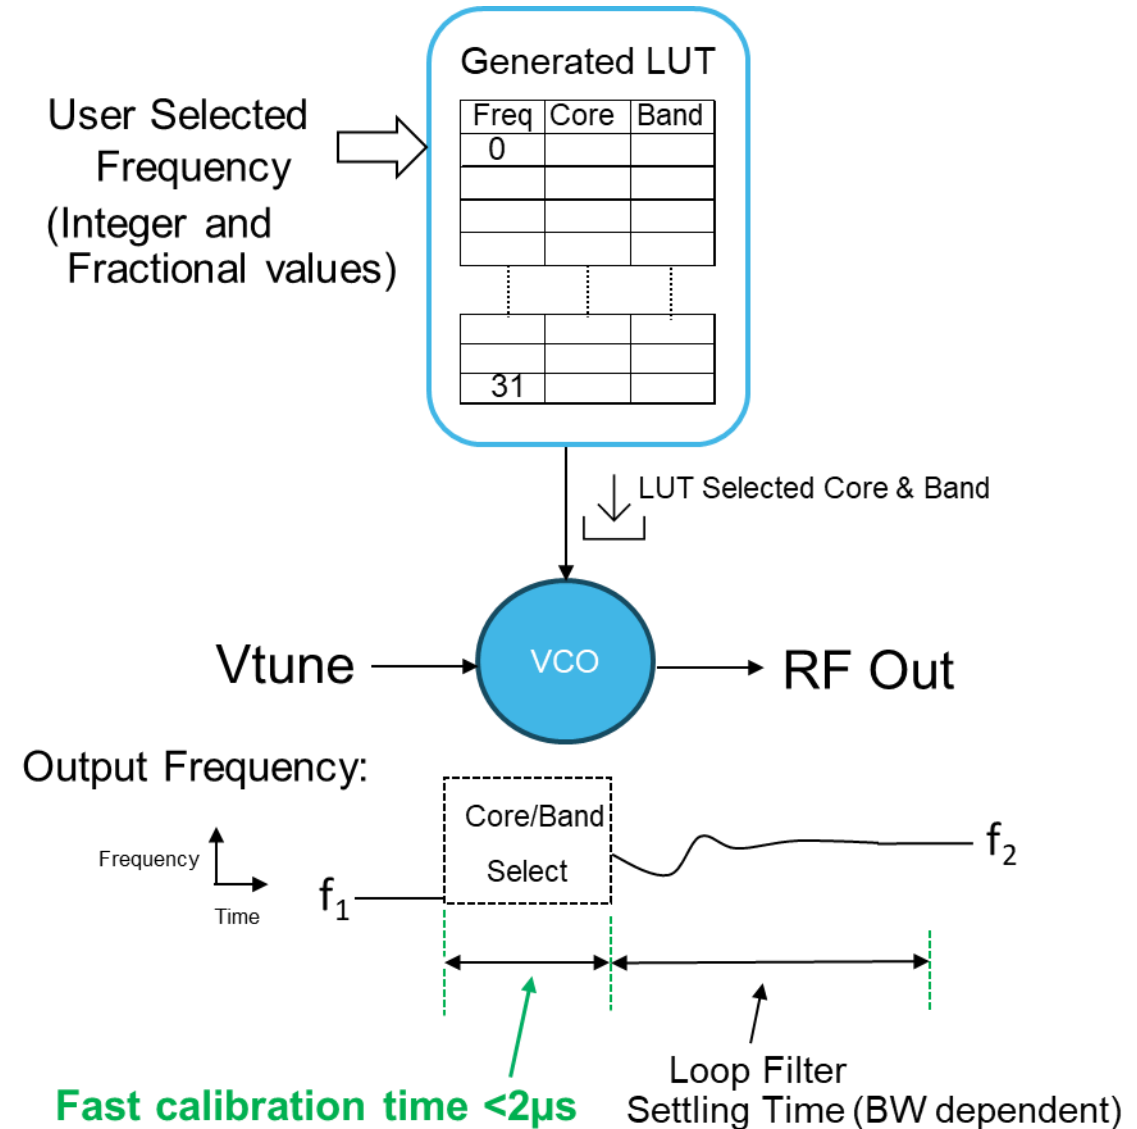 Generated LUT
User Selected
Frequency
(Integer and
Fractional values)
Freq Core Band
0
31
LUT Selected Core & Band
Vtune
VCO
RF Out
Output Frequency:
Core/Band
Select
Frequency
Time
f1
f2
Fast calibration time <2µs
Loop Filter
Settling Time (BW dependent)